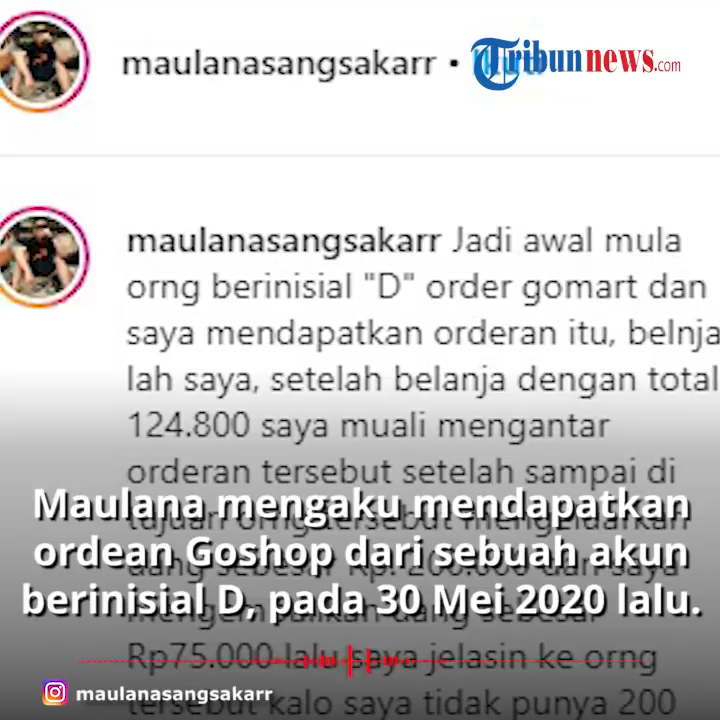 maulanasangsakarr •
Tribunnews.com
maulanasangsakarr Jadi awal mula
orng berinisial "D" order gomart dan
saya mendapatkan orderan itu, belnja
lah saya, setelah belanja dengan total
124.800 saya muali mengantar
orderan tersebut setelah sampai di
Maulana mengaku mendapatkan
ordean Goshop dari sebuah akun
berinisial D, pada 30 Mei 2020 lalu.
Rp75.000 lalu saya jelasin ke orng
tersebut kalo saya tidak punya 200
maulanasangsakarr